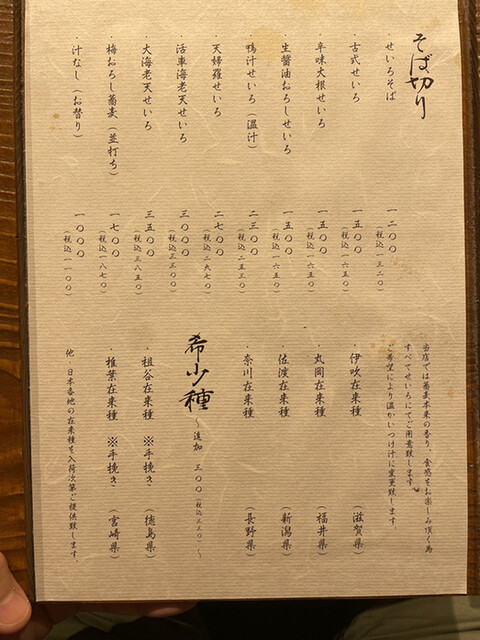 そば切り
・せいろそば 一二〇〇
(税込一三二〇)
・古式せいろ 一五〇〇
(税込一六五〇)
・辛味大根せいろ 一五〇〇
(税込一六五〇)
・生醤油おろしせいろ 一五〇〇
(税込一六五〇)
・鴨汁せいろ(温汁) 二三〇〇
(税込二五三〇)
・天婦羅せいろ 二七〇〇
(税込二九七〇)
・活車海老天せいろ 三〇〇〇
(税込三三〇〇)
・大海老天せいろ 三五〇〇
(税込三八五〇)
・梅おろし蕎麦(並打ち) 一七〇〇
(税込一八七〇)
・汁なし(お替り) 一〇〇〇
(税込一一〇〇)
当店では蕎麦本来の香り、食感をお楽しみ頂く為
すべてせいろにてご用意致します。
ご希望により温かいつけ汁に変更致します。
・伊吹在来種 (滋賀県)
・丸岡在来種 (福井県)
・佐渡在来種 (新潟県)
・奈川在来種 (長野県)
希少種 〜追加 三〇〇(税込三三〇)〜
・祖谷在来種 ※手挽き (徳島県)
・椎葉在来種 ※手挽き (宮崎県)
他、日本各地の在来種を入荷次第ご提供致します。